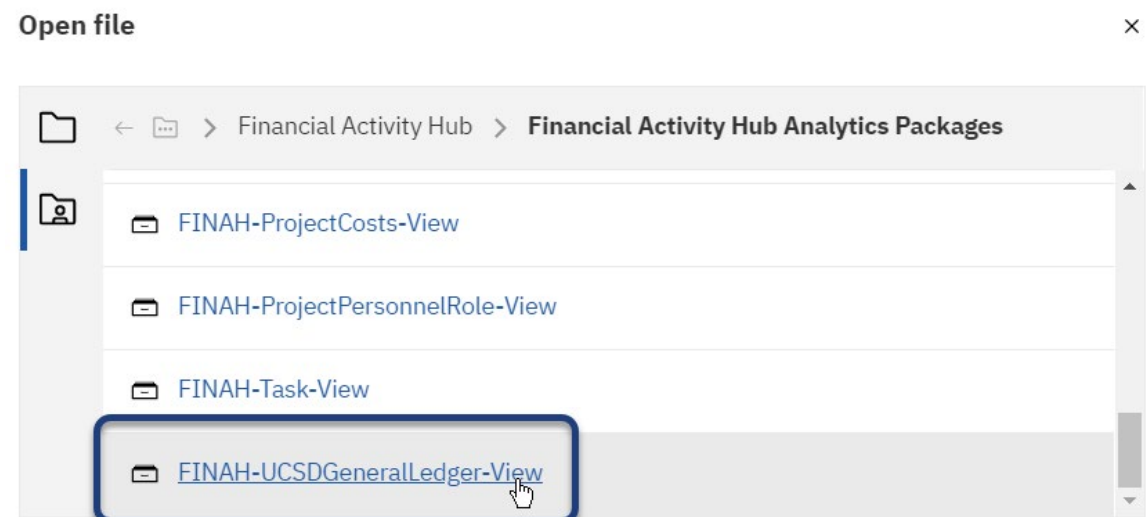 Open file
Financial Activity Hub > Financial Activity Hub Analytics Packages
FINAH-ProjectCosts-View
FINAH-ProjectPersonnelRole-View
FINAH-Task-View
FINAH-UCSDGeneralLedger-View